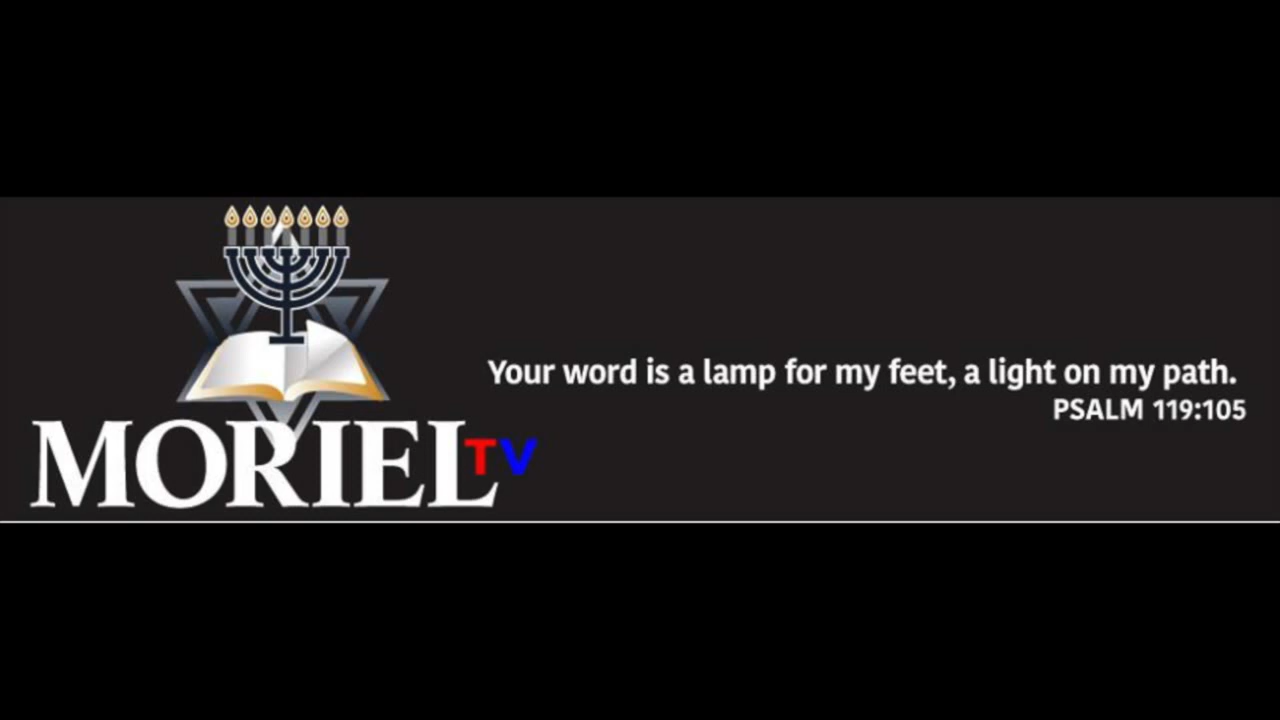 Your word is a lamp for my feet, a light on my path.
PSALM 119:105
MORIEL TV